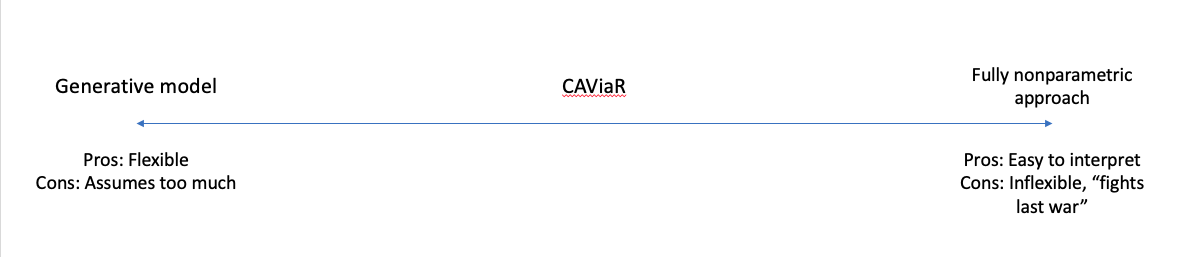 Generative model
CAViaR
Fully nonparametric
approach
Pros: Flexible
Cons: Assumes too much
Pros: Easy to interpret
Cons: Inflexible, “fights
last war”